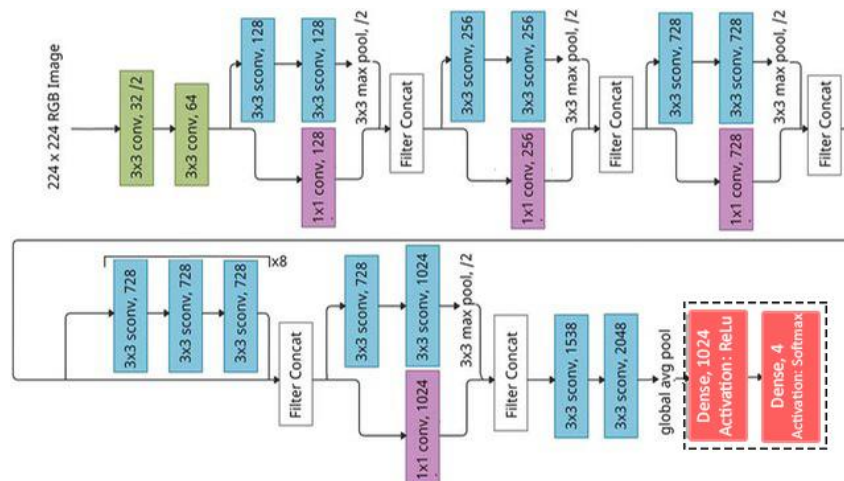 224 x 224 RGB Image
3x3 conv, 32 /2
3x3 conv, 64
3x3 sconv, 128
3x3 sconv, 128
3x3 max pool, /2
1x1 conv, 128
Filter Concat
3x3 sconv, 256
3x3 sconv, 256
3x3 max pool, /2
1x1 conv, 256
Filter Concat
3x3 sconv, 728
3x3 sconv, 728
3x3 max pool, /2
1x1 conv, 728
Filter Concat
3x3 sconv, 728
3x3 sconv, 728
3x3 sconv, 728
x8
Filter Concat
3x3 sconv, 728
3x3 sconv, 1024
3x3 max pool, /2
1x1 conv, 1024
Filter Concat
3x3 sconv, 1538
3x3 sconv, 2048
global avg pool
Dense, 1024
Activation: ReLu
Dense, 4
Activation: Softmax